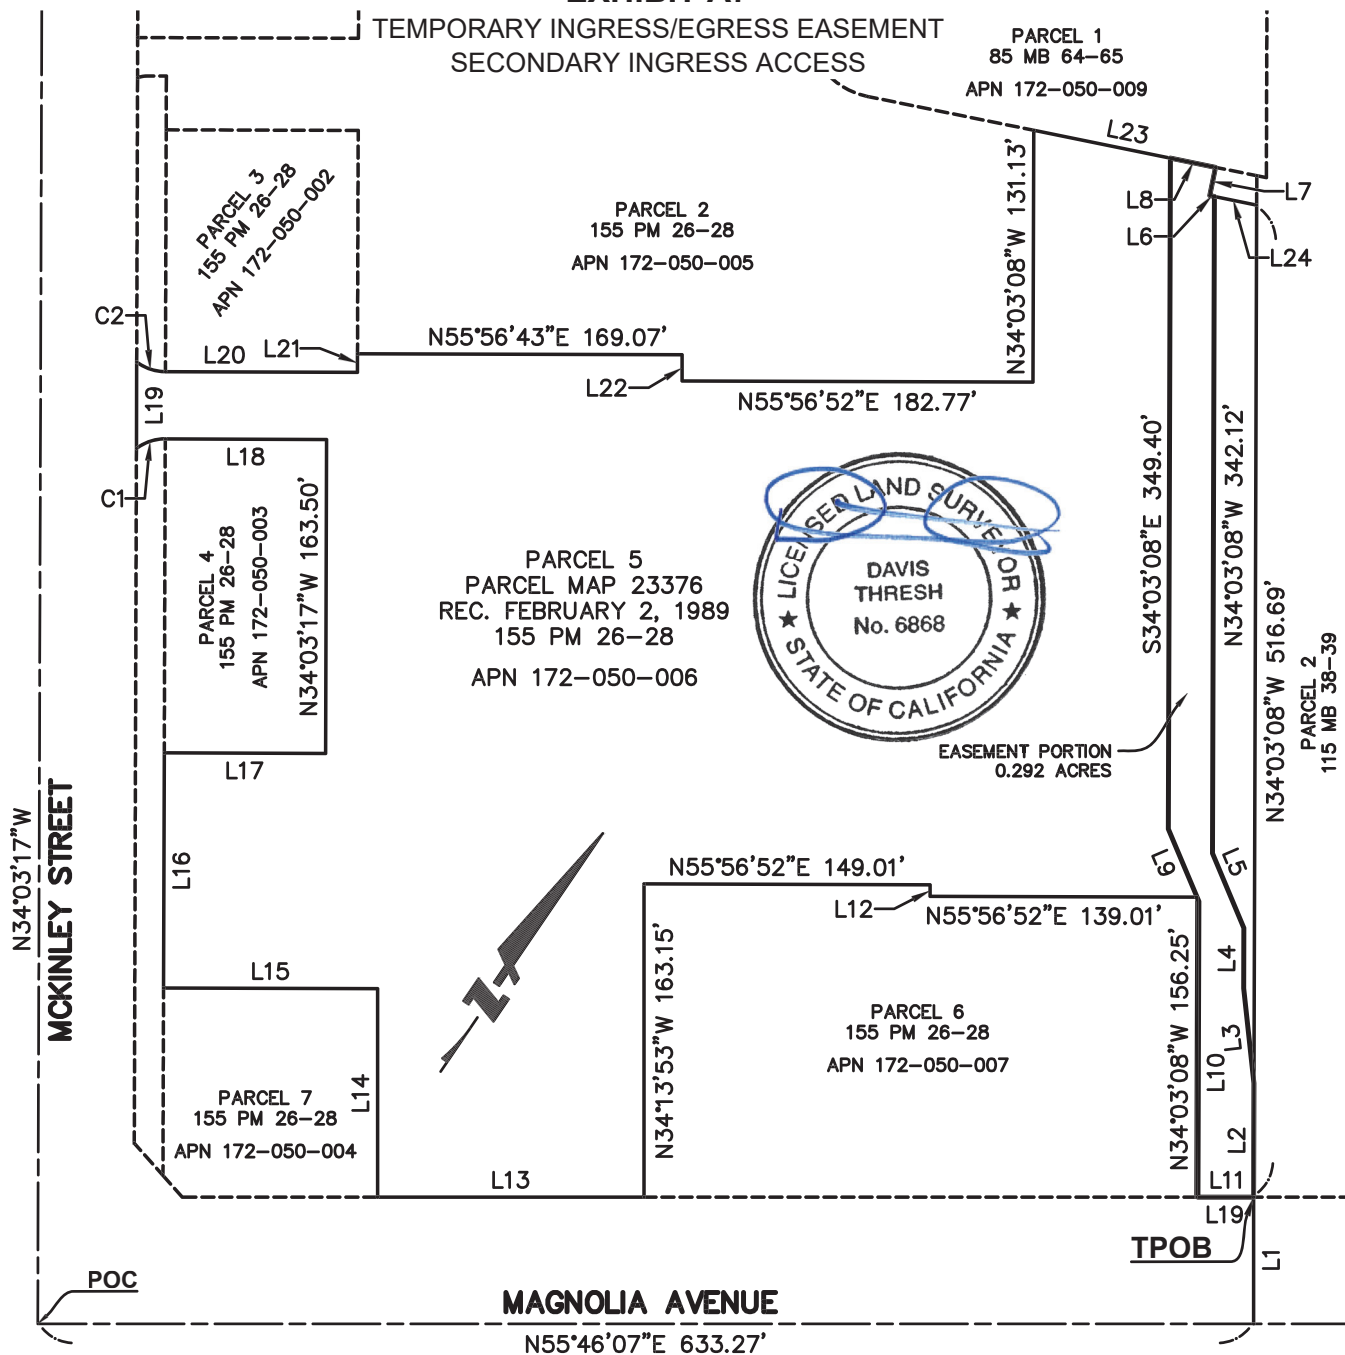 TEMPORARY INGRESS/EGRESS EASEMENT
SECONDARY INGRESS ACCESS
PARCEL 1
85 MB 64-65
APN 172-050-009
L23
L7
L8
L6
L24
PARCEL 3
155 PM 26-28
APN 172-050-002
PARCEL 2
155 PM 26-28
APN 172-050-005
N34°03'08"W 131.13'
C2
L20
L21
N55°56'43"E 169.07'
L22
N55°56'52"E 182.77'
L19
L18
C1
PARCEL 4
155 PM 26-28
APN 172-050-003
N34°03'17"W 163.50'
L17
PARCEL 5
PARCEL MAP 23376
REC. FEBRUARY 2, 1989
155 PM 26-28
APN 172-050-006
LICENSED LAND SURVEYOR
DAVIS
THRESH
No. 6868
★ STATE OF CALIFORNIA ★
S34°03'08"E 349.40'
N34°03'08"W 342.12'
N34°03'08"W 516.69'
PARCEL 2
115 MB 38-39
EASEMENT PORTION
0.292 ACRES
N34°03'17"W
MCKINLEY STREET
L16
L15
N
N55°56'52"E 149.01'
L12
N55°56'52"E 139.01'
L9
L5
L4
L3
L10
L2
L11
L19
N34°13'53"W 163.15'
N34°03'08"W 156.25'
PARCEL 6
155 PM 26-28
APN 172-050-007
PARCEL 7
155 PM 26-28
APN 172-050-004
L14
L13
TPOB
L1
POC
MAGNOLIA AVENUE
N55°46'07"E 633.27'